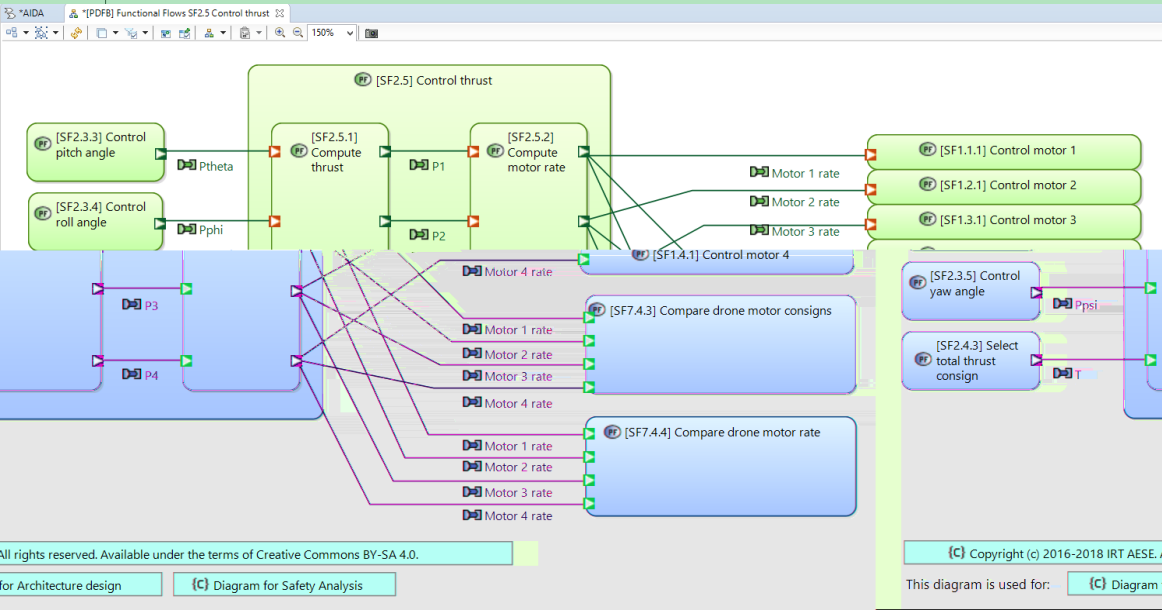 *AIDA
*[PDFB] Functional Flows SF2.5 Control thrust
150%
[SF2.5] Control thrust
[SF2.3.3] Control
pitch angle
Ptheta
[SF2.5.1]
Compute
thrust
P1
[SF2.5.2]
Compute
motor rate
Motor 1 rate
[SF1.1.1] Control motor 1
Motor 2 rate
[SF1.2.1] Control motor 2
[SF2.3.4] Control
roll angle
Pphi
P2
Motor 3 rate
[SF1.3.1] Control motor 3
Motor 4 rate
[SF1.4.1] Control motor 4
[SF2.3.5] Control
yaw angle
Ppsi
P3
[SF7.4.3] Compare drone motor consigns
Motor 1 rate
Motor 2 rate
Motor 3 rate
Motor 4 rate
[SF2.4.3] Select
total thrust
consign
T
P4
[SF7.4.4] Compare drone motor rate
Motor 1 rate
Motor 2 rate
Motor 3 rate
Motor 4 rate
All rights reserved. Available under the terms of Creative Commons BY-SA 4.0.
{C} Copyright (c) 2016-2018 IRT AESE.
for Architecture design
{C} Diagram for Safety Analysis
This diagram is used for:
{C} Diagram